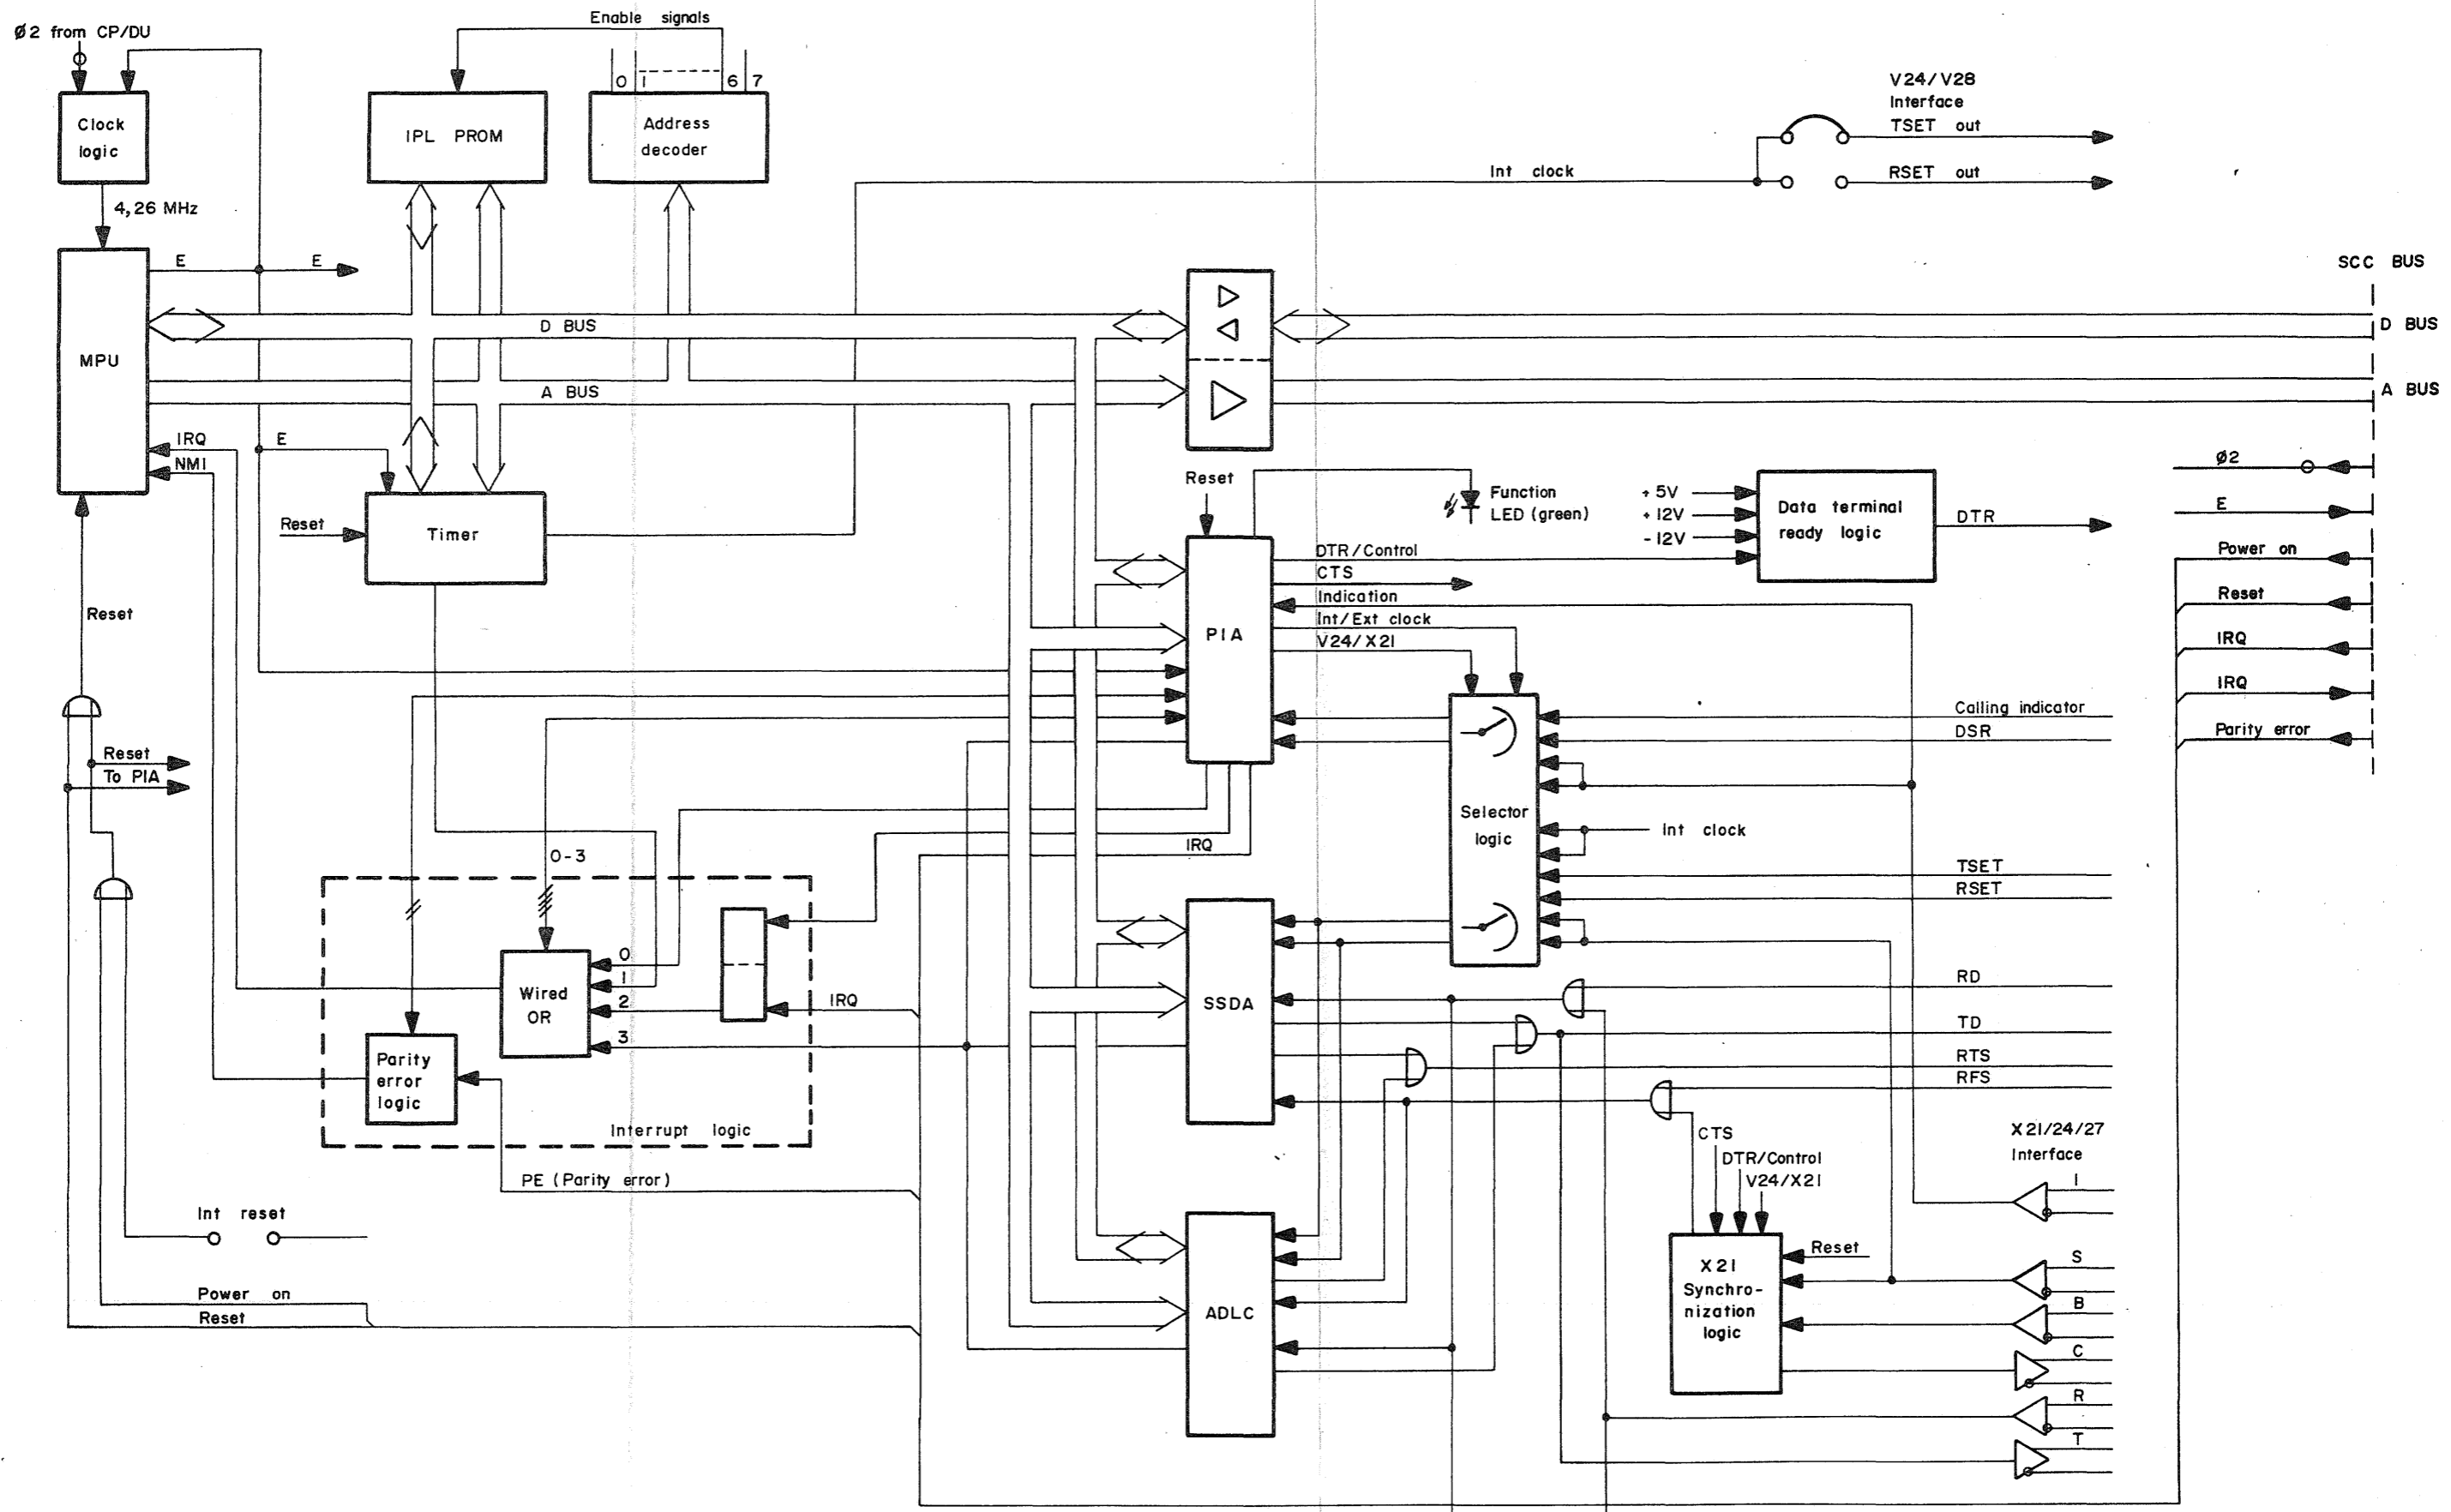 Enable signals
Ø2 from CP/DU
0 1 6 7
V24/V28
Interface
TSET out
Clock
logic
IPL PROM
Address
decoder
Int clock
RSET out
4,26 MHz
E E
SCC BUS
D BUS
D BUS
MPU
A BUS
A BUS
IRQ
E
NMI
Ø2
Reset
Function
LED (green)
+5V
+12V
-12V
Data terminal
ready logic
DTR
E
Reset
Timer
DTR/Control
Power on
CTS
Indication
Reset
Reset
Int/Ext clock
PIA
V24/X21
IRQ
IRQ
Calling indicator
DSR
Parity error
Reset
To PIA
Selector
logic
Int clock
IRQ
0-3
TSET
RSET
0
1
2
3
Wired
OR
IRQ
SSDA
RD
TD
RTS
RFS
Parity
error
logic
Interrupt logic
CTS
DTR/Control
V24/X21
X21/24/27
Interface
PE (Parity error)
I
Int reset
Reset
X21
Synchro-
nization
logic
S
B
C
R
T
Power on
Reset
ADLC